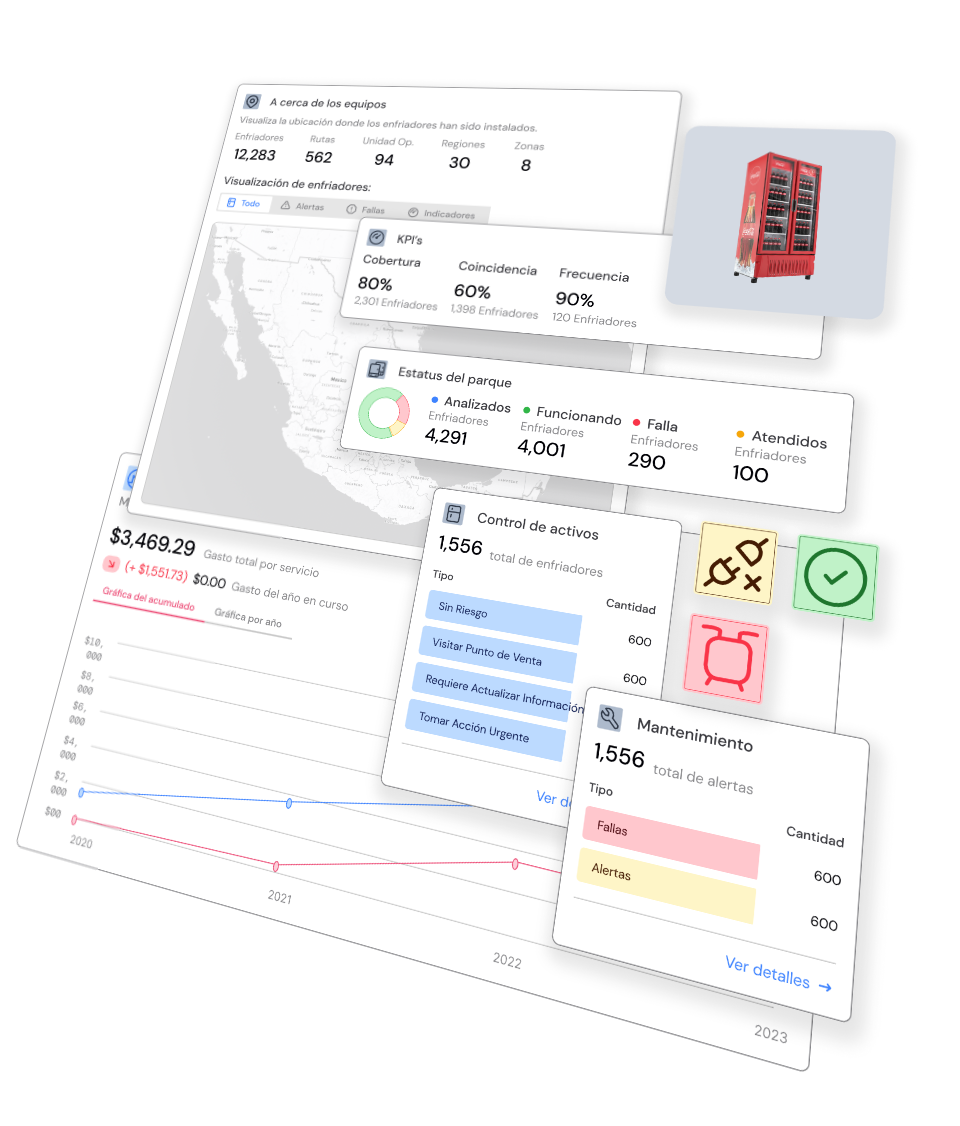 A cerca de los equipos
Visualiza la ubicación donde los enfriadores han sido instalados.
Enfriadores Rutas Unidad Op. Regiones Zonas
12,283 562 94 30 8
Visualización de enfriadores:
Todo Alertas Fallas Indicadores
KPI's
Cobertura Coincidencia Frecuencia
80% 60% 90%
2,301 Enfriadores 1,398 Enfriadores 120 Enfriadores
Estatus del parque
Analizados Funcionando Falla Atendidos
Enfriadores Enfriadores Enfriadores Enfriadores
4,291 4,001 290 100
M
$3,469.29 Gasto total por servicio
(+ $1,551.73) $0.00 Gasto del año en curso
Gráfica del acumulado Gráfica por año
$10,
000
$8,
000
$6,
000
$4,
000
$2,
000
$00
2020
2021
2022
2023
Control de activos
1,556 total de enfriadores
Tipo Cantidad
Sin Riesgo 600
Visitar Punto de Venta 600
Requiere Actualizar Información
Tomar Acción Urgente
Ver de
Mantenimiento
1,556 total de alertas
Tipo Cantidad
Fallas 600
Alertas 600
Ver detalles →